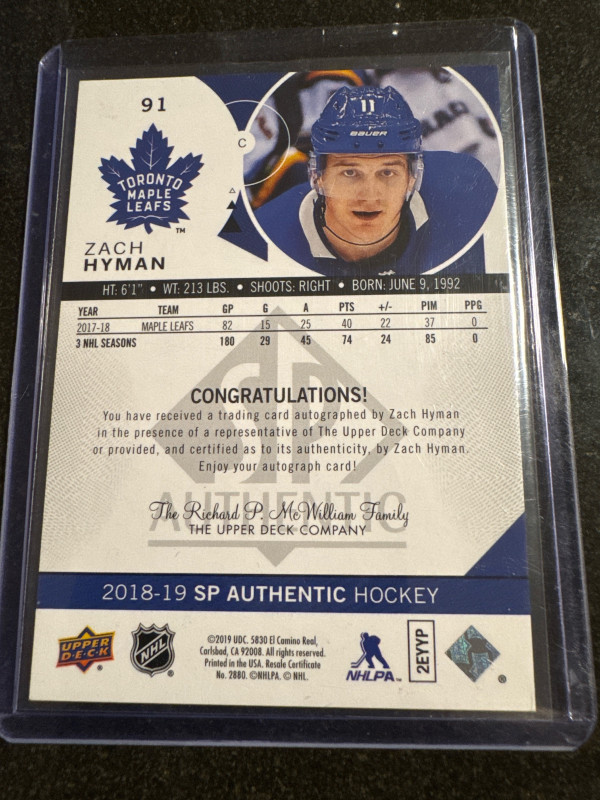 91
C
TORONTO
MAPLE
LEAFS
TM
ZACH
HYMAN
11
BAUER
HT: 6'1" • WT: 213 LBS. • SHOOTS: RIGHT • BORN: JUNE 9, 1992
YEAR TEAM GP G A PTS +/- PIM PPG
2017-18 MAPLE LEAFS 82 15 25 40 22 37 0
3 NHL SEASONS 180 29 45 74 24 85 0
CONGRATULATIONS!
You have received a trading card autographed by Zach Hyman
in the presence of a representative of The Upper Deck Company
or provided, and certified as to its authenticity, by Zach Hyman.
Enjoy your autograph card!
SP
AUTHENTIC
The Richard P. McWilliam Family
THE UPPER DECK COMPANY
2018-19 SP AUTHENTIC HOCKEY
UPPER
D·E·C·K
NHL
©2019 UDC. 5830 El Camino Real,
Carlsbad, CA 92008. All rights reserved.
Printed in the USA. Resale Certificate
No. 2880. ©NHLPA. © NHL.
NHLPA™
2EYYP
®